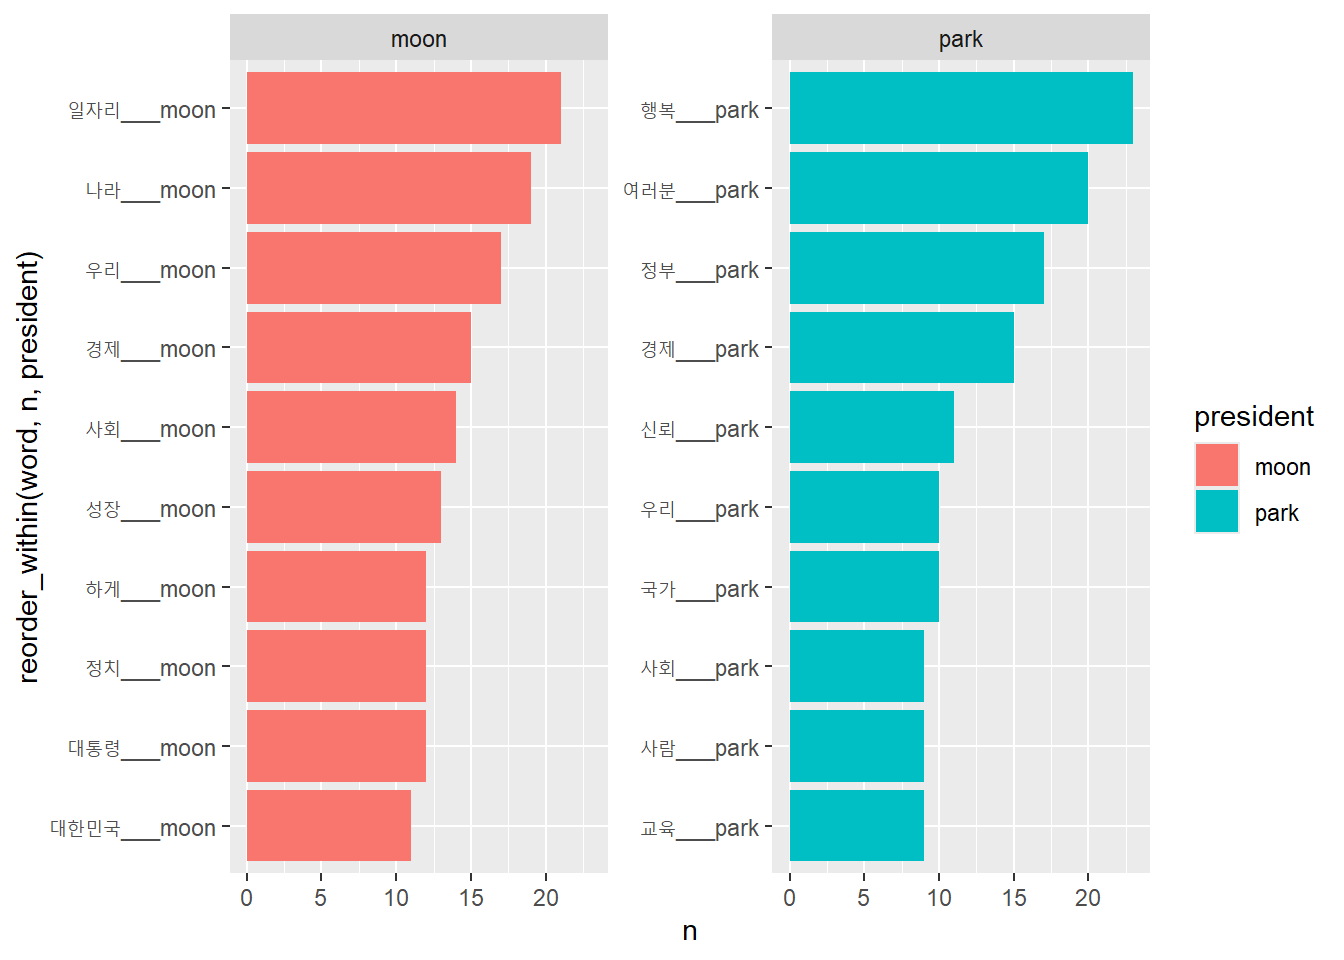 moon
park
reorder_within(word, n, president)
일자리___moon
나라___moon
우리___moon
경제___moon
사회___moon
성장___moon
하게___moon
정치___moon
대통령___moon
대한민국___moon
0 5 10 15 20
행복___park
여러분___park
정부___park
경제___park
신뢰___park
우리___park
국가___park
사회___park
사람___park
교육___park
0 5 10 15 20
n
president
moon
park